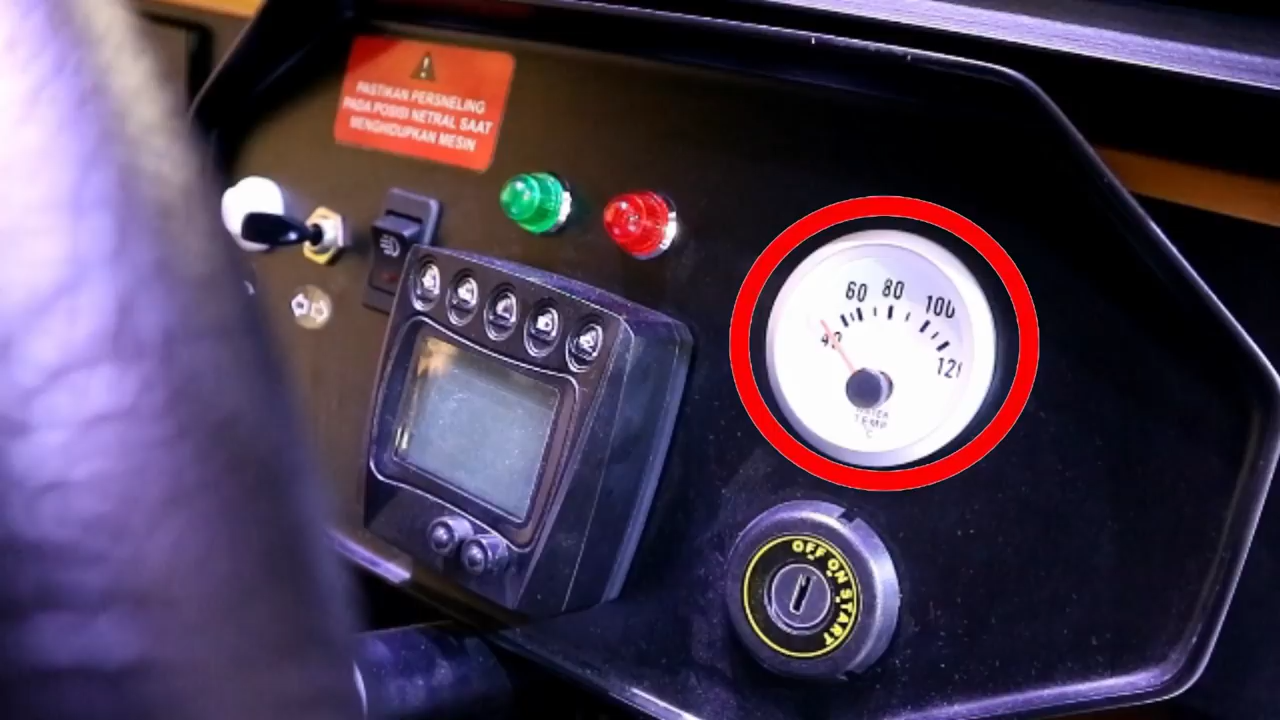 PASTIKAN PERSNELING
PADA POSISI NETRAL SAAT
MENGHIDUPKAN MESIN
60 80 100
40
120
WATER
TEMP
°C
OFF ON START